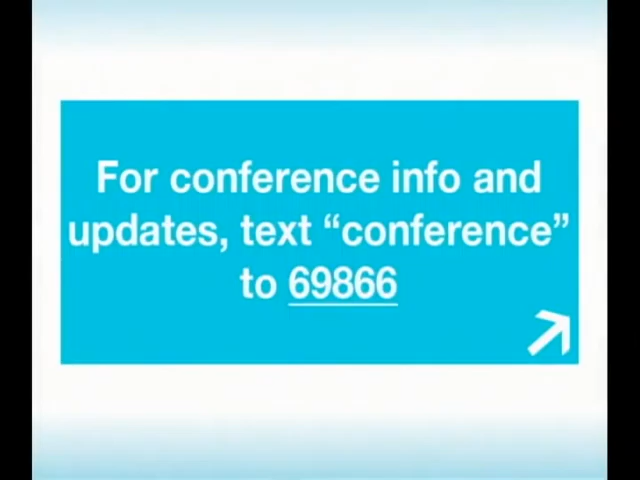 For conference info and
updates, text “conference”
to 69866